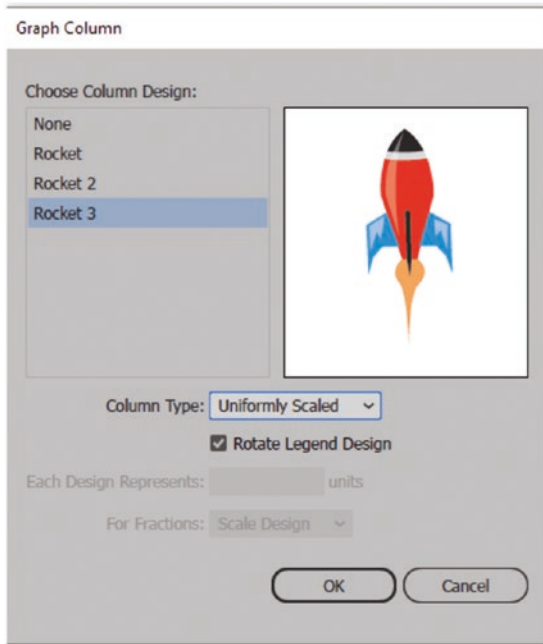 Graph Column
Choose Column Design:
None
Rocket
Rocket 2
Rocket 3
Column Type: Uniformly Scaled
Rotate Legend Design
Each Design Represents: units
For Fractions: Scale Design
OK Cancel